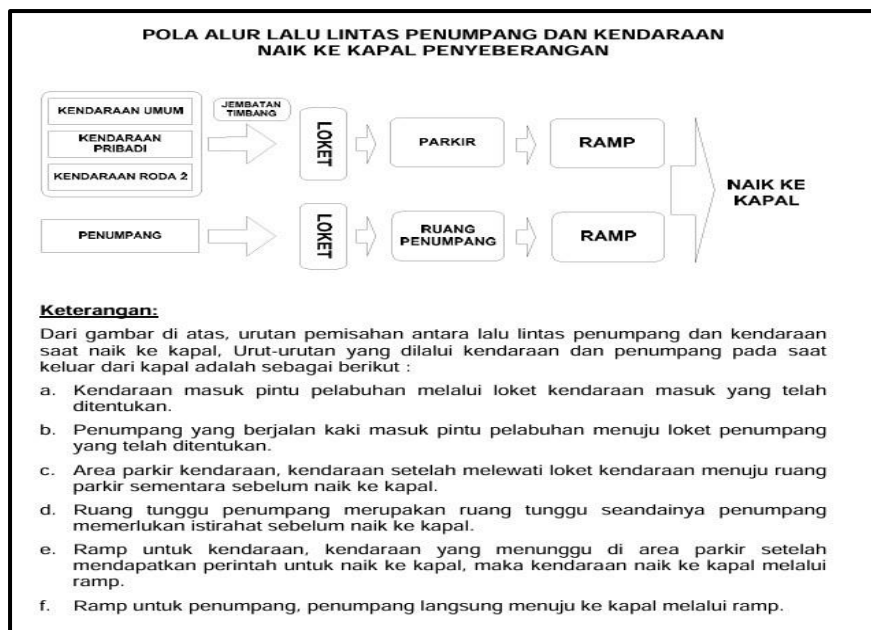 POLA ALUR LALU LINTAS PENUMPANG DAN KENDARAAN
NAIK KE KAPAL PENYEBERANGAN
KENDARAAN UMUM
KENDARAAN
PRIBADI
KENDARAAN RODA 2
JEMBATAN
TIMBANG
LOKET
PARKIR
RAMP
NAIK KE
KAPAL
PENUMPANG
LOKET
RUANG
PENUMPANG
RAMP
Keterangan:
Dari gambar di atas, urutan pemisahan antara lalu lintas penumpang dan kendaraan
saat naik ke kapal, Urut-urutan yang dilalui kendaraan dan penumpang pada saat
keluar dari kapal adalah sebagai berikut :
a. Kendaraan masuk pintu pelabuhan melalui loket kendaraan masuk yang telah
ditentukan.
b. Penumpang yang berjalan kaki masuk pintu pelabuhan menuju loket penumpang
yang telah ditentukan.
c. Area parkir kendaraan, kendaraan setelah melewati loket kendaraan menuju ruang
parkir sementara sebelum naik ke kapal.
d. Ruang tunggu penumpang merupakan ruang tunggu seandainya penumpang
memerlukan istirahat sebelum naik ke kapal.
e. Ramp untuk kendaraan, kendaraan yang menunggu di area parkir setelah
mendapatkan perintah untuk naik ke kapal, maka kendaraan naik ke kapal melalui
ramp.
f. Ramp untuk penumpang, penumpang langsung menuju ke kapal melalui ramp.